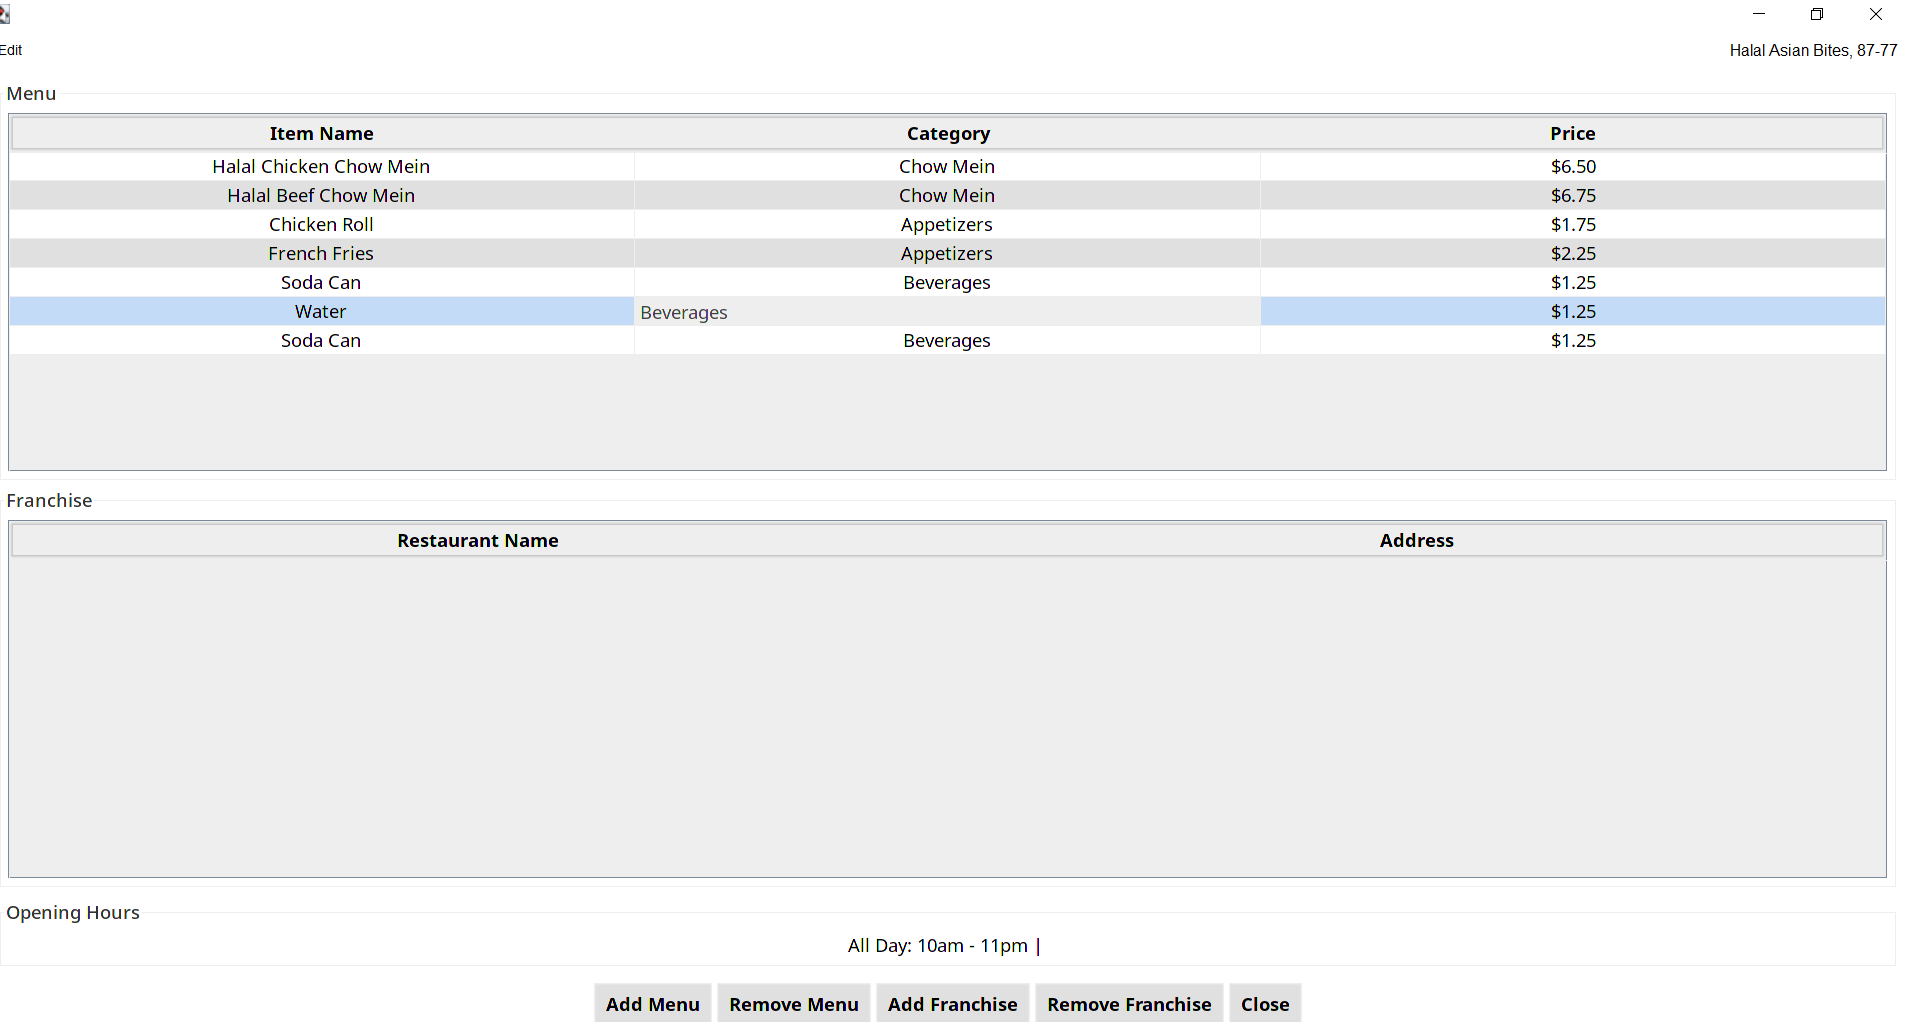 Edit
Halal Asian Bites, 87-77
Menu
Item Name Category Price
Halal Chicken Chow Mein Chow Mein $6.50
Halal Beef Chow Mein Chow Mein $6.75
Chicken Roll Appetizers $1.75
French Fries Appetizers $2.25
Soda Can Beverages $1.25
Water Beverages $1.25
Soda Can Beverages $1.25
Franchise
Restaurant Name Address
Opening Hours
All Day: 10am - 11pm |
Add Menu Remove Menu Add Franchise Remove Franchise Close